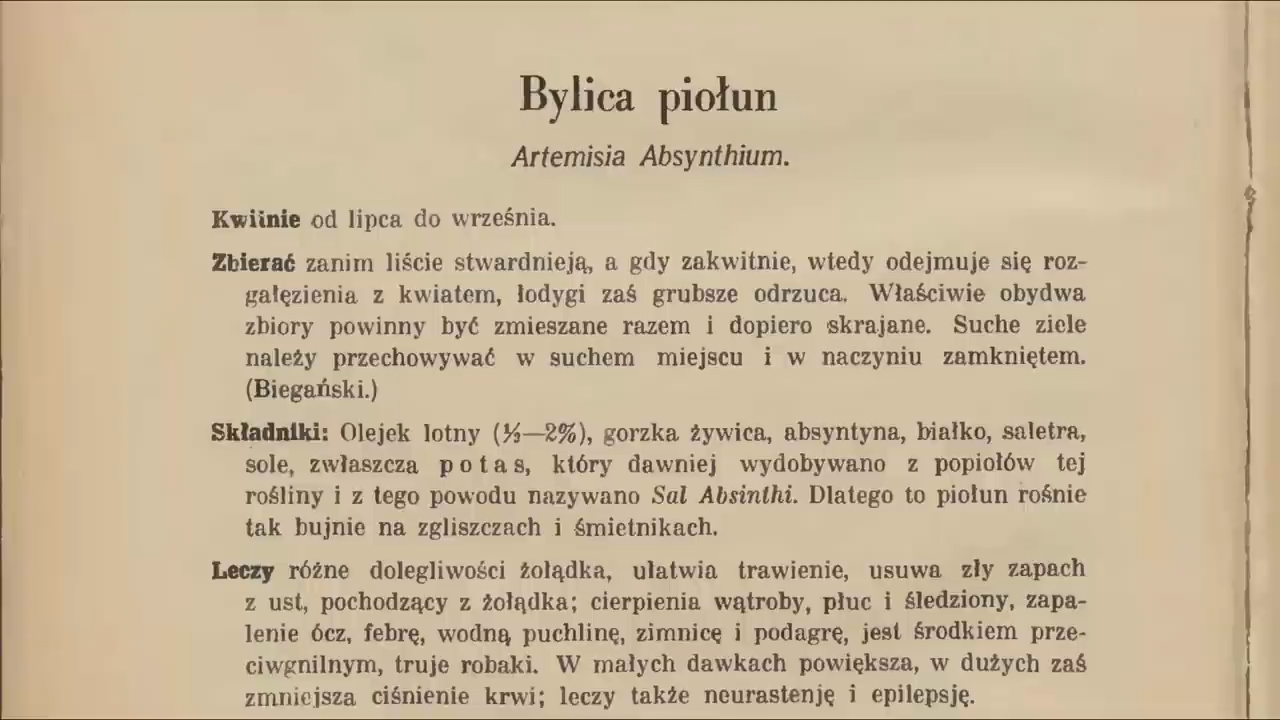 Bylica piołun
Artemisia Absynthium.
Kwitnie od lipca do września.
Zbierać zanim liście stwardnieją, a gdy zakwitnie, wtedy odejmuje się roz-
gałęzienia z kwiatem, łodygi zaś grubsze odrzuca. Właściwie obydwa
zbiory powinny być zmieszane razem i dopiero skrajane. Suche ziele
należy przechowywać w suchem miejscu i w naczyniu zamkniętem.
(Biegański.)
Składniki: Olejek lotny (½—2%), gorzka żywica, absyntyna, białko, saletra,
sole, zwłaszcza potas, który dawniej wydobywano z popiołów tej
rośliny i z tego powodu nazywano Sal Absinthi. Dlatego to piołun rośnie
tak bujnie na zgliszczach i śmietnikach.
Leczy różne dolegliwości żołądka, ułatwia trawienie, usuwa zły zapach
z ust, pochodzący z żołądka; cierpienia wątroby, płuc i śledziony, zapa-
lenie ócz, febrę, wodną puchlinę, zimnicę i podagrę, jest środkiem prze-
ciwgnilnym, truje robaki. W małych dawkach powiększa, w dużych zaś
zmniejsza ciśnienie krwi; leczy także neurastenję i epilepsję.